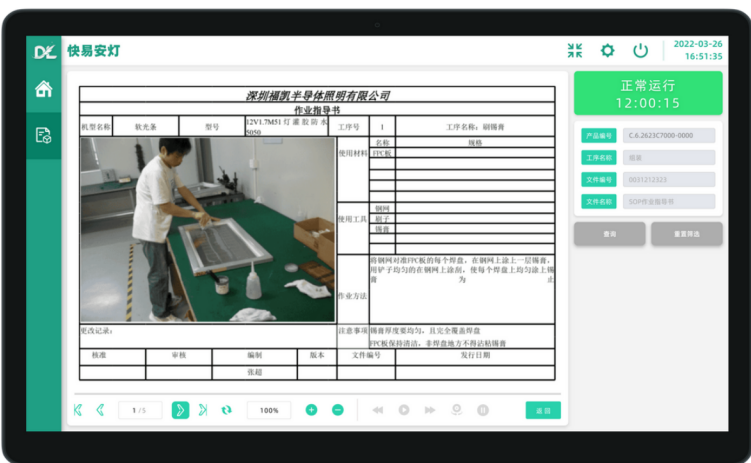 快易安灯
2022-03-26
16:51:35
深圳福凯半导体照明有限公司
作业指导书
机型名称 软光条 型号 12V1.7M51灯灌胶防水5050 工序号 1 工序名称：刷锡膏
使用材料 名称 规格
FPC板
使用工具 钢网
刷子
锡膏
作业方法 将钢网对准FPC板的每个焊盘，在钢网上涂上一层锡膏，
用铲子均匀的在钢网上涂刮，使每个焊盘上均匀涂上锡
膏 为 止
更改记录： 注意事项 锡膏厚度要均匀，且完全覆盖焊盘
FPC板保持清洁，非焊盘地方不得沾粘锡膏
核准 审核 编制 版本 文件编号 发行日期
张超
1/5 100% 返回
正常运行
12:00:15
产品编号 C.6.2623C7000-0000
工序名称 组装
文件编号 0031212323
文件名称 SOP作业指导书
查询 重置筛选